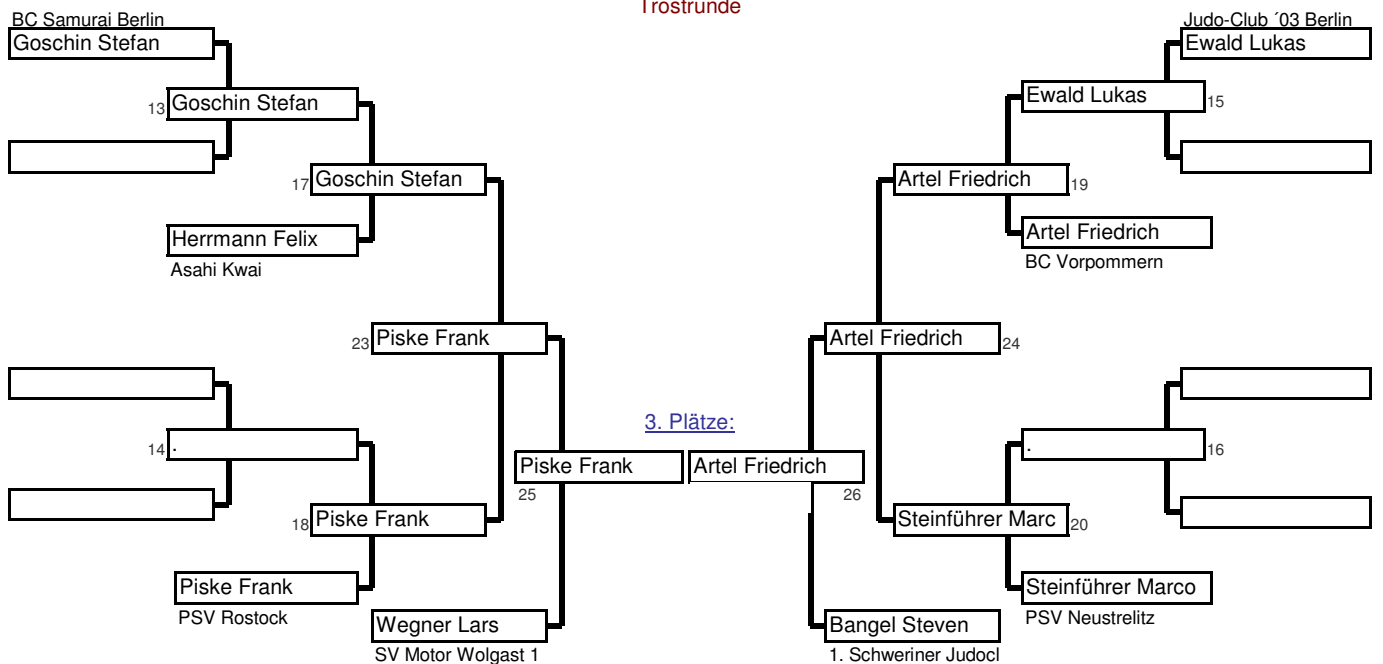 Trostrunde
BC Samurai Berlin
Judo-Club ´03 Berlin
Goschin Stefan
Ewald Lukas
13 Goschin Stefan
Ewald Lukas 15
17 Goschin Stefan
Artel Friedrich 19
Herrmann Felix
Artel Friedrich
Asahi Kwai
BC Vorpommern
23 Piske Frank
Artel Friedrich 24
3. Plätze:
14 .
. 16
Piske Frank
Artel Friedrich
25
26
18 Piske Frank
Steinführer Marc 20
Piske Frank
Steinführer Marco
PSV Rostock
PSV Neustrelitz
Wegner Lars
Bangel Steven
SV Motor Wolgast 1
1. Schweriner Judocl